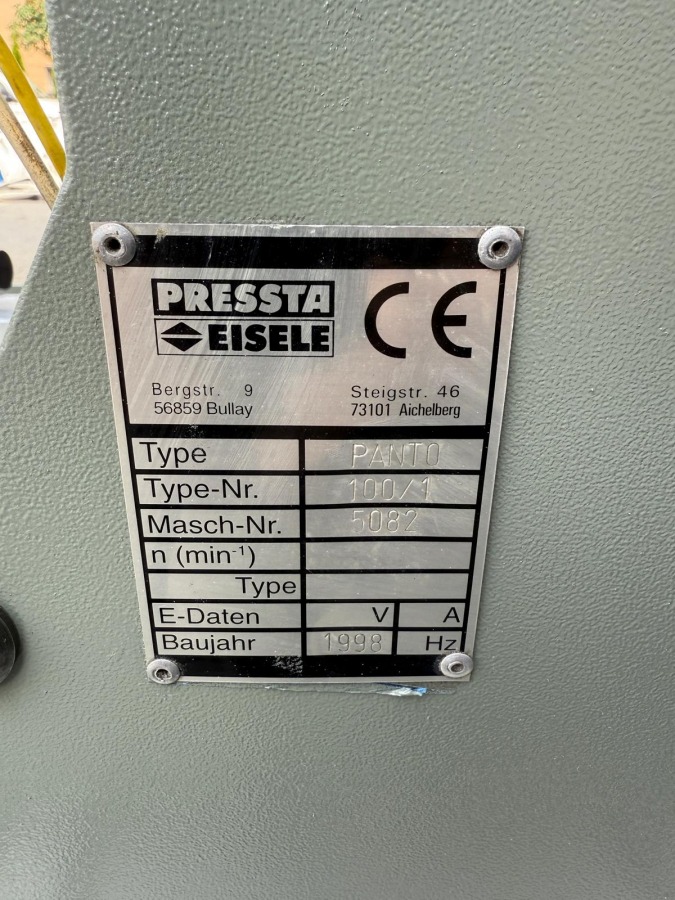 PRESSTA
EISELE
CE
Bergstr. 9
56859 Bullay
Steigstr. 46
73101 Aichelberg
Type PANTO
Type-Nr. 100/1
Masch-Nr. 5082
n (min⁻¹)
Type
E-Daten V A
Baujahr 1998 Hz